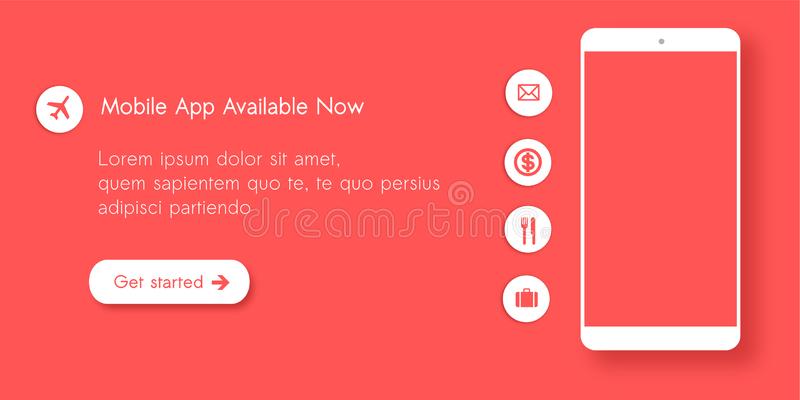 Mobile App Available Now
Lorem ipsum dolor sit amet,
quem sapientem quo te, te quo persius
adipisci partiendo
Get started
dreamstime